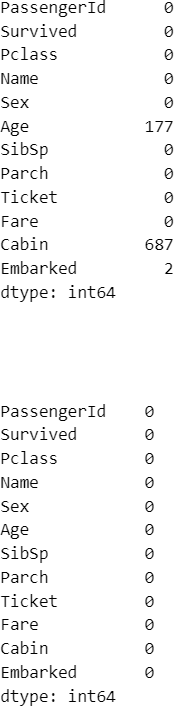 PassengerId 0
Survived 0
Pclass 0
Name 0
Sex 0
Age 177
SibSp 0
Parch 0
Ticket 0
Fare 0
Cabin 687
Embarked 2
dtype: int64
PassengerId 0
Survived 0
Pclass 0
Name 0
Sex 0
Age 0
SibSp 0
Parch 0
Ticket 0
Fare 0
Cabin 0
Embarked 0
dtype: int64